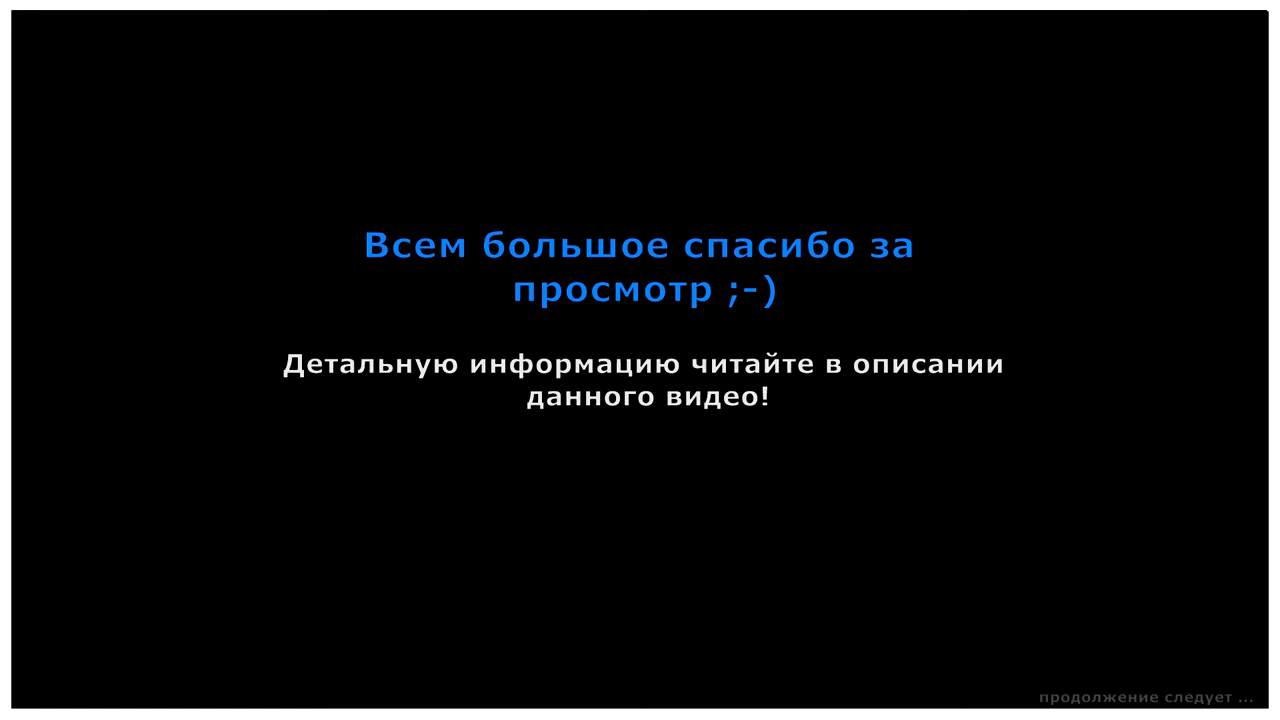 Всем большое спасибо за
просмотр ;-)
Детальную информацию читайте в описании
данного видео!
продолжение следует ...